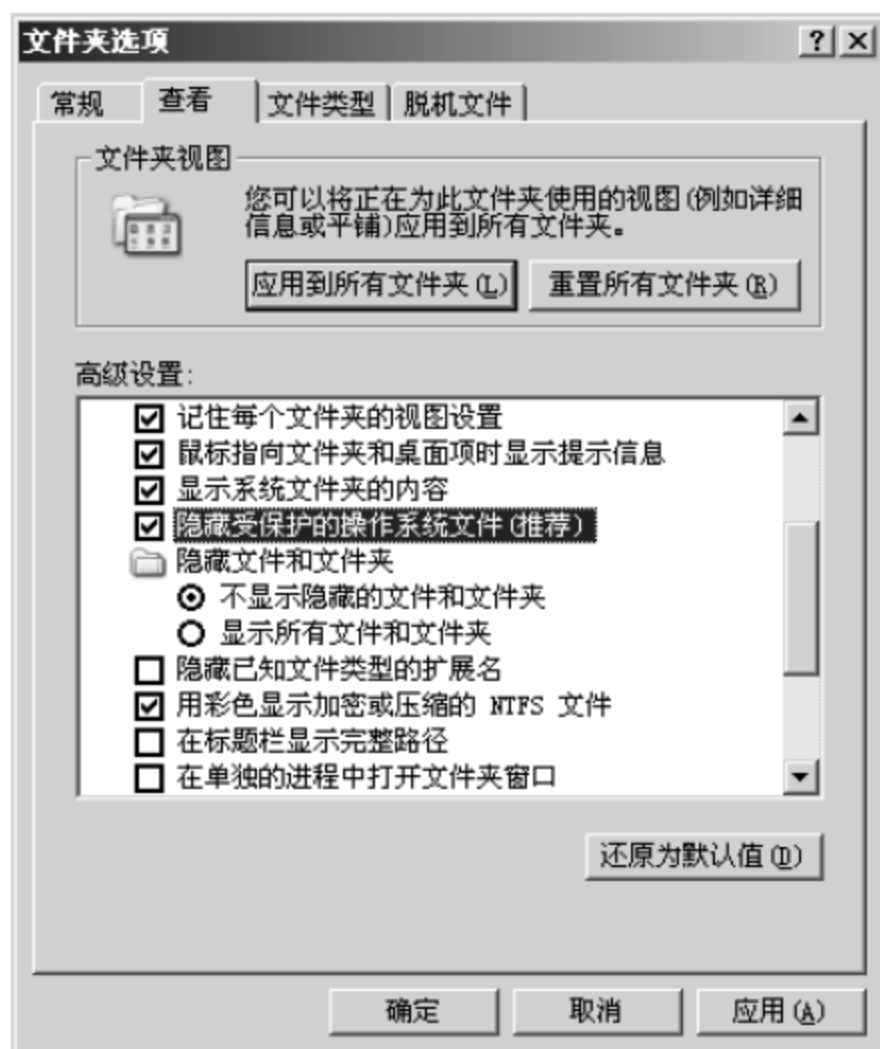 文件夹选项
常规 查看 文件类型 脱机文件
文件夹视图
您可以将正在为此文件夹使用的视图(例如详细
信息或平铺)应用到所有文件夹。
应用到所有文件夹(L) 重置所有文件夹(R)
高级设置:
记住每个文件夹的视图设置
鼠标指向文件夹和桌面项时显示提示信息
显示系统文件夹的内容
隐藏受保护的操作系统文件(推荐)
隐藏文件和文件夹
不显示隐藏的文件和文件夹
显示所有文件和文件夹
隐藏已知文件类型的扩展名
用彩色显示加密或压缩的 NTFS 文件
在标题栏显示完整路径
在单独的进程中打开文件夹窗口
还原为默认值(D)
确定 取消 应用(A)